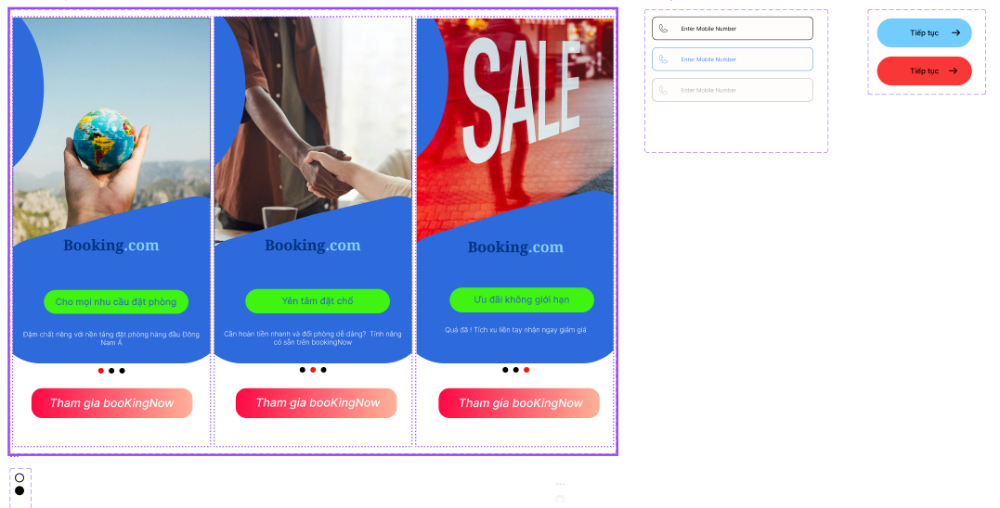 SALE
Booking.com
Booking.com
Booking.com
Cho mọi nhu cầu đặt phòng
Yên tâm đặt chỗ
Ưu đãi không giới hạn
Đậm chất riêng với nền tảng đặt phòng hàng đầu Đông
Nam Á
Cần hoàn tiền nhanh và đổi phòng dễ dàng? Tính năng
có sẵn trên bookingNow
Quá đã ! Tích xu liền tay nhận ngay giảm giá
Tham gia booKingNow
Tham gia booKingNow
Tham gia booKingNow
Enter Mobile Number
Enter Mobile Number
Enter Mobile Number
Tiếp tục
Tiếp tục